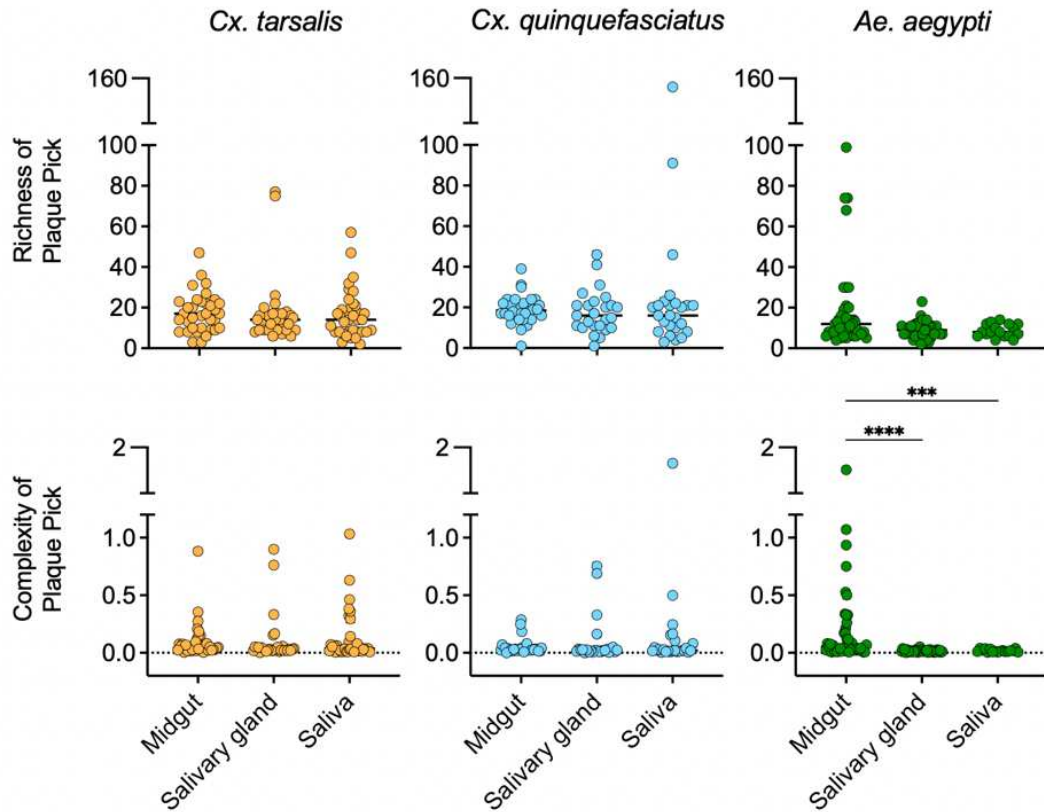 Cx. tarsalis
Cx. quinquefasciatus
Ae. aegypti
Richness of
Plaque Pick
160
100
80
60
40
20
0
160
100
80
60
40
20
0
160
100
80
60
40
20
0
Complexity of
Plaque Pick
2
1.0
0.5
0.0
2
1.0
0.5
0.0
***
****
2
1.0
0.5
0.0
Midgut
Salivary gland
Saliva
Midgut
Salivary gland
Saliva
Midgut
Salivary gland
Saliva